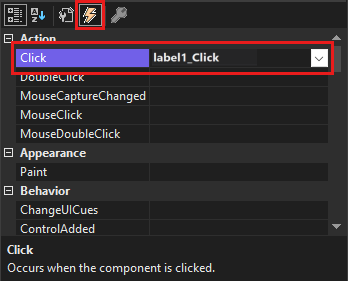 Action
Click label1_Click
DoubleClick
MouseCaptureChanged
MouseClick
MouseDoubleClick
Appearance
Paint
Behavior
ChangeUICues
ControlAdded
Click
Occurs when the component is clicked.